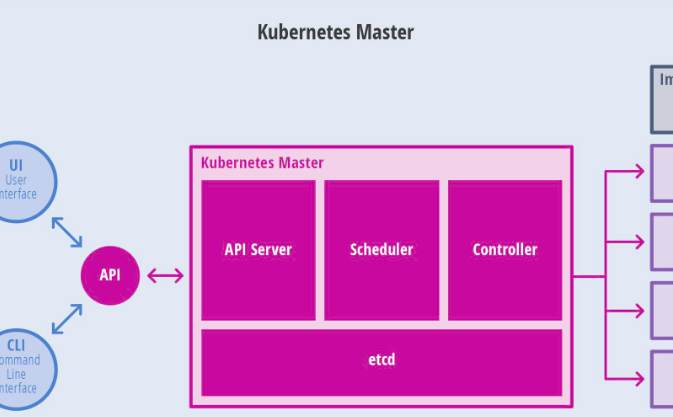 Kubernetes Master
Im
UI
User
nterface
Kubernetes Master
API Server
Scheduler
Controller
API
etcd
CLI
ommand
Line
nterface